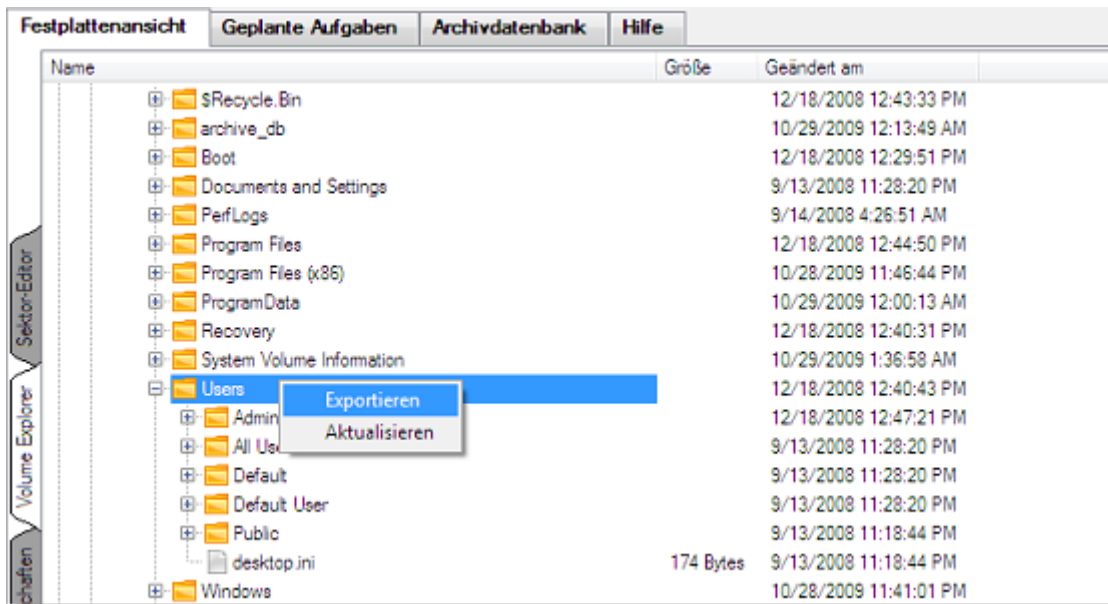 Festplattenansicht Geplante Aufgaben Archivdatenbank Hilfe
Name Größe Geändert am
$Recycle.Bin 12/18/2008 12:43:33 PM
archive_db 10/29/2009 12:13:49 AM
Boot 12/18/2008 12:29:51 PM
Documents and Settings 9/13/2008 11:28:20 PM
PerfLogs 9/14/2008 4:26:51 AM
Program Files 12/18/2008 12:44:50 PM
Program Files (x86) 10/28/2009 11:46:44 PM
ProgramData 10/29/2009 12:00:13 AM
Recovery 12/18/2008 12:40:31 PM
System Volume Information 10/29/2009 1:36:58 AM
Users 12/18/2008 12:40:43 PM
Admin 12/18/2008 12:47:21 PM
All Use 9/13/2008 11:28:20 PM
Default 9/13/2008 11:28:20 PM
Default User 9/13/2008 11:28:20 PM
Public 9/13/2008 11:18:44 PM
desktop.ini 174 Bytes 9/13/2008 11:18:44 PM
Windows 10/28/2009 11:41:01 PM
Exportieren
Aktualisieren
Sektor-Editor
Volume Explorer
chaften